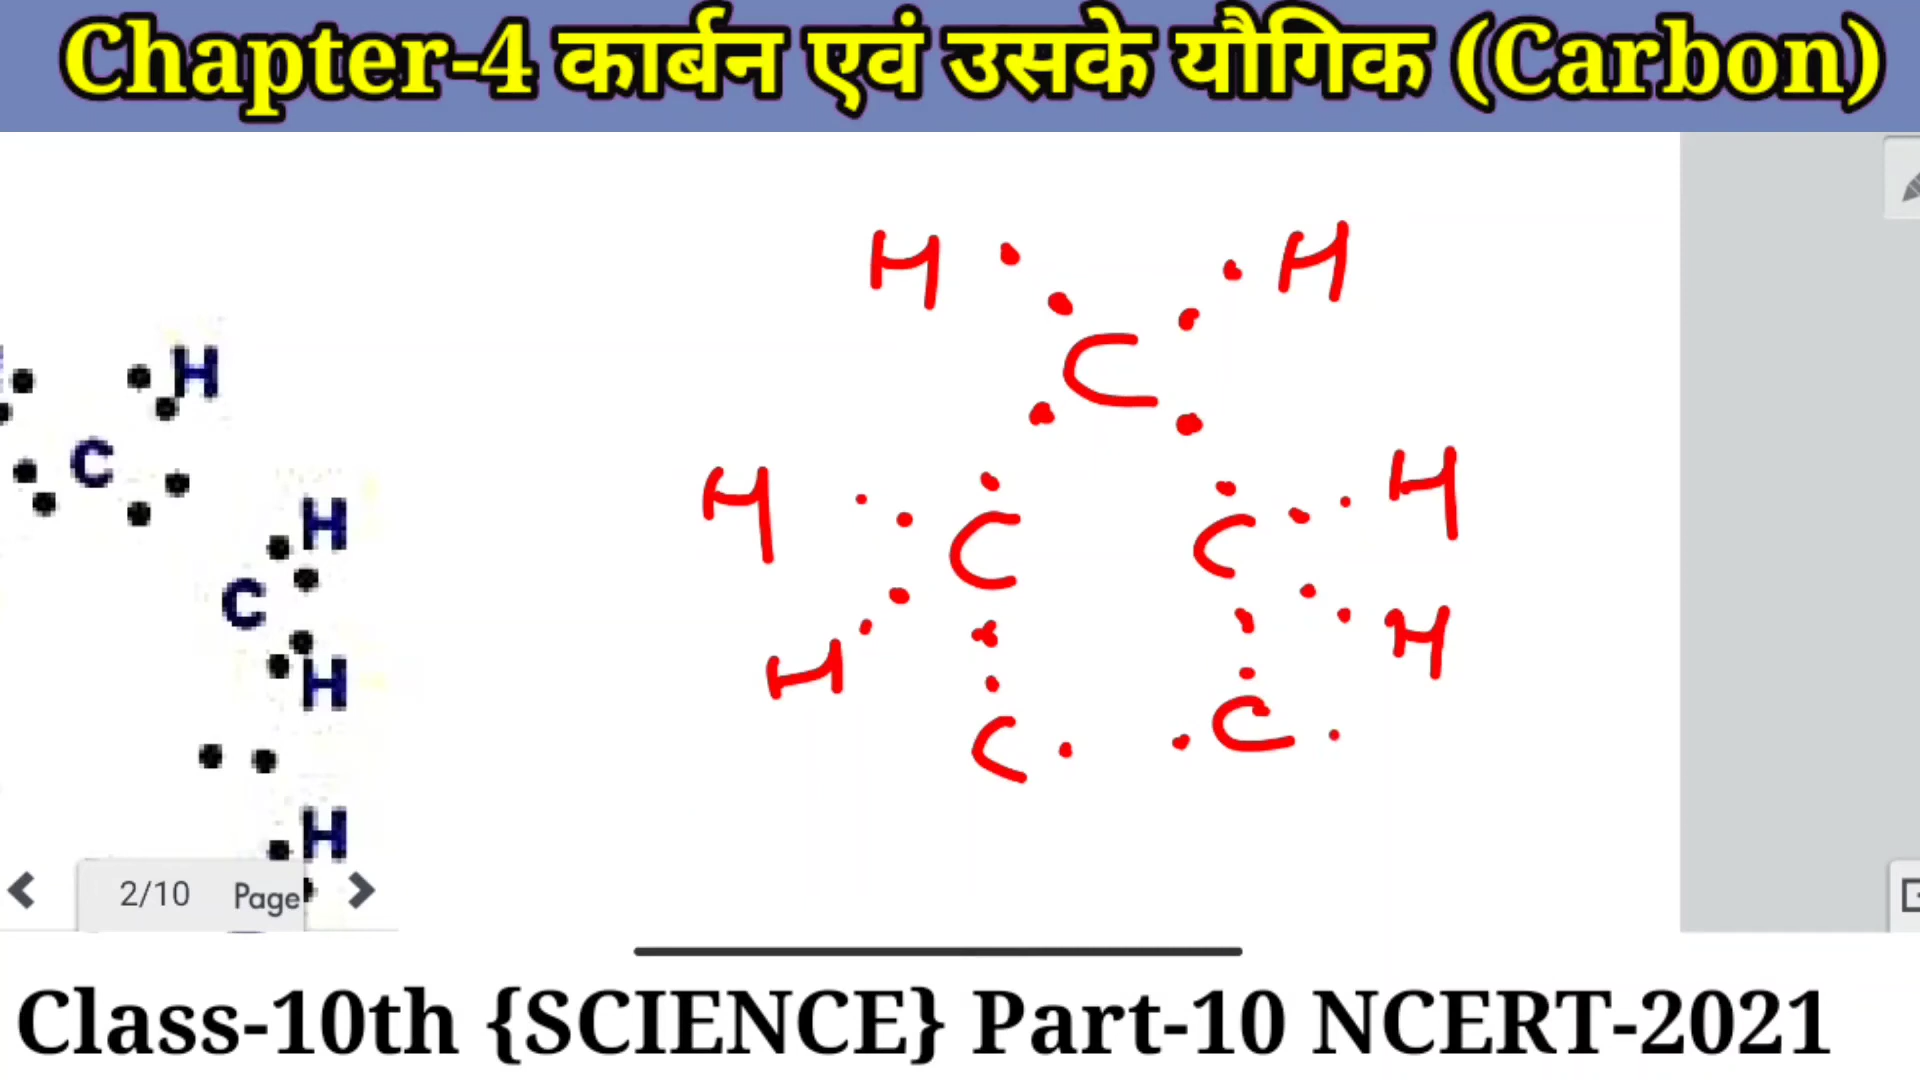 Chapter-4 कार्बन एवं उसके यौगिक (Carbon)
H H
C
H C C H
H H
C C
H
C
H
C
H
H
2/10 Page
Class-10th {SCIENCE} Part-10 NCERT-2021